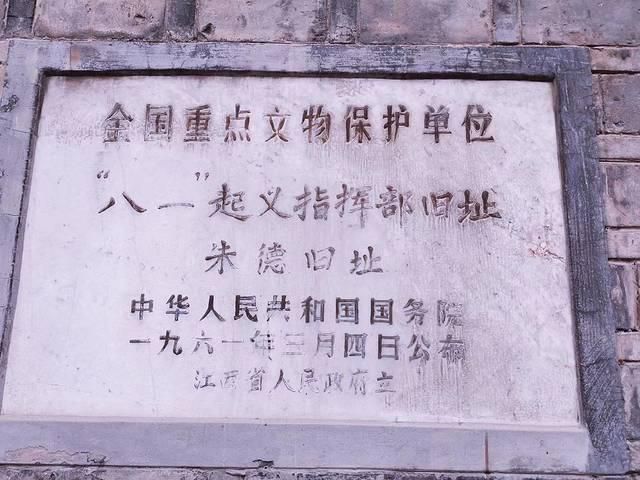 全国重点文物保护单位
“八一”起义指挥部旧址
朱德旧址
中华人民共和国国务院
一九六一年三月四日公布
江西省人民政府立